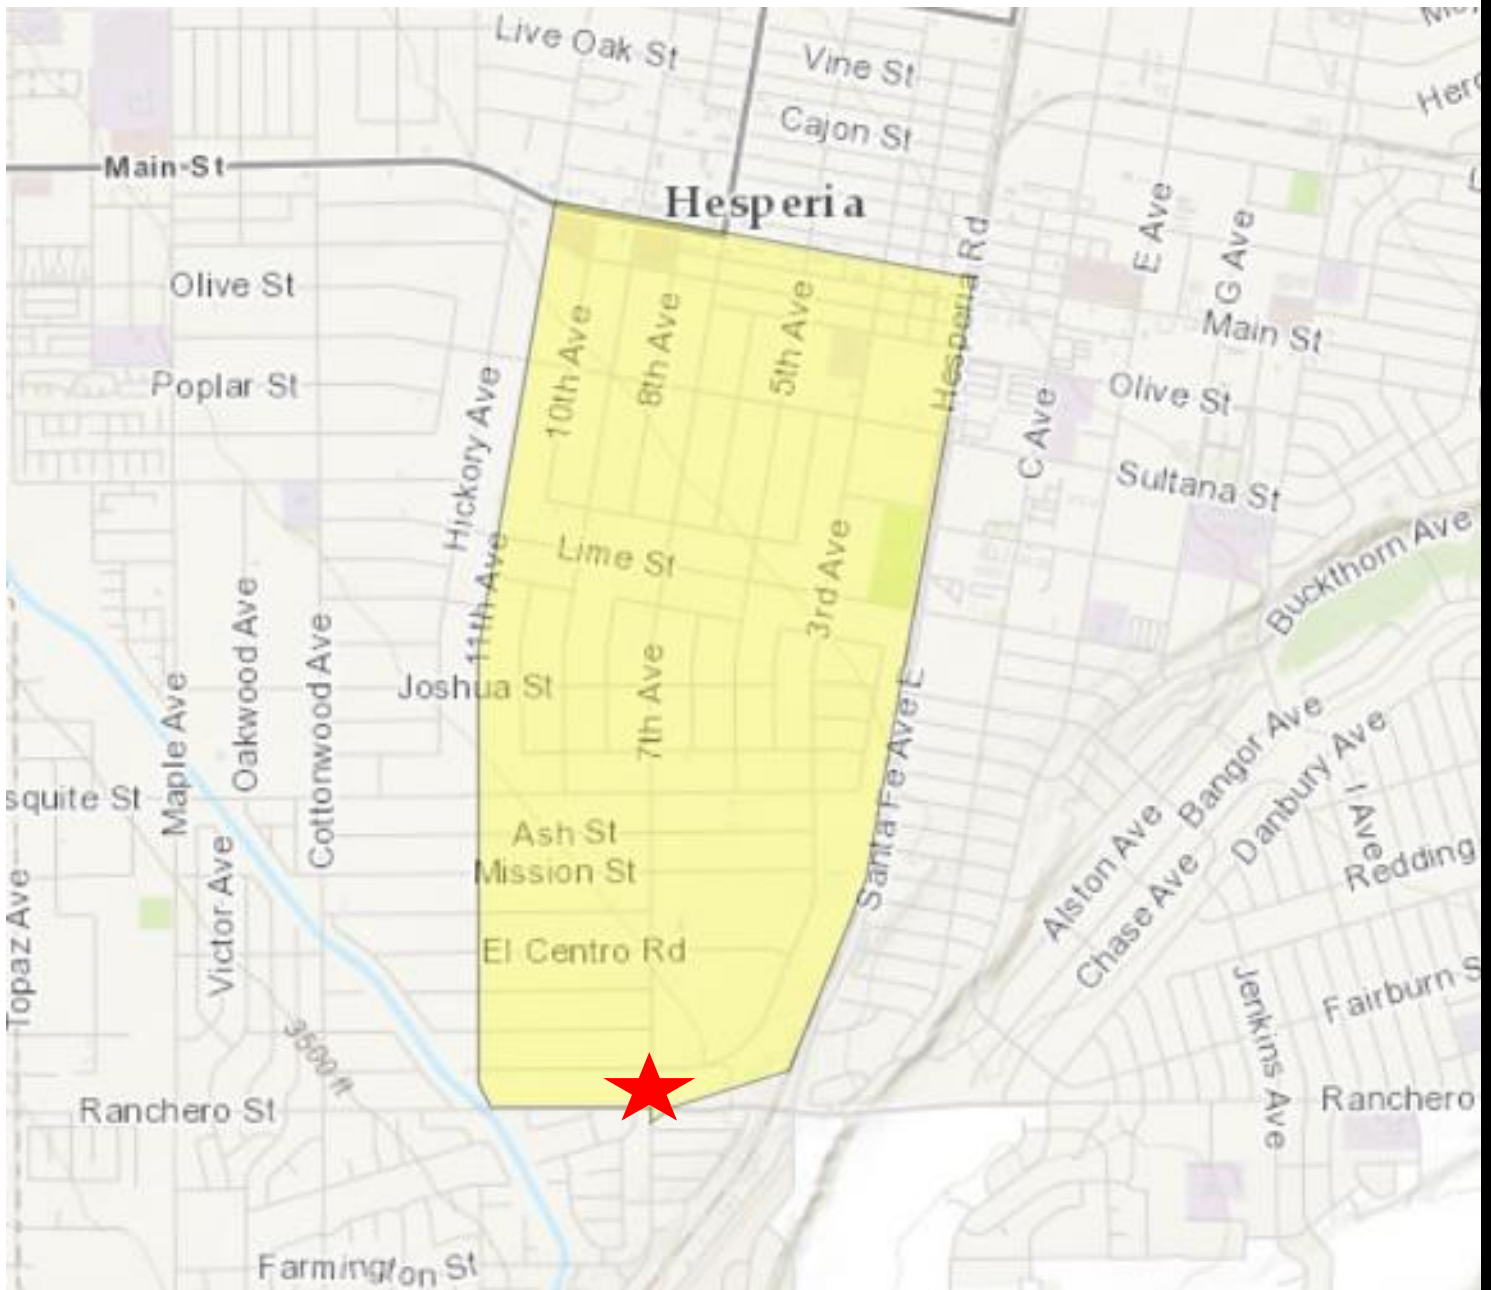 Live Oak St
Vine St
Cajon St
Main St
Hesperia
E Ave
G Ave
Hesperia Rd
Olive St
Main St
10th Ave
8th Ave
5th Ave
Poplar St
Hickory Ave
Olive St
C Ave
Sultana St
Buckthorn Ave
11th Ave
Lime St
3rd Ave
Oakwood Ave
Cottonwood Ave
Maple Ave
Joshua St
7th Ave
Santa Fe Ave E
Bangor Ave
Danbury Ave
I Ave
squite St
Ash St
Mission St
Alston Ave
Chase Ave
Redding
Topaz Ave
Victor Ave
El Centro Rd
Jenkins Ave
Fairburn S
3500 ft
Ranchero St
Ranchero
Farmington St